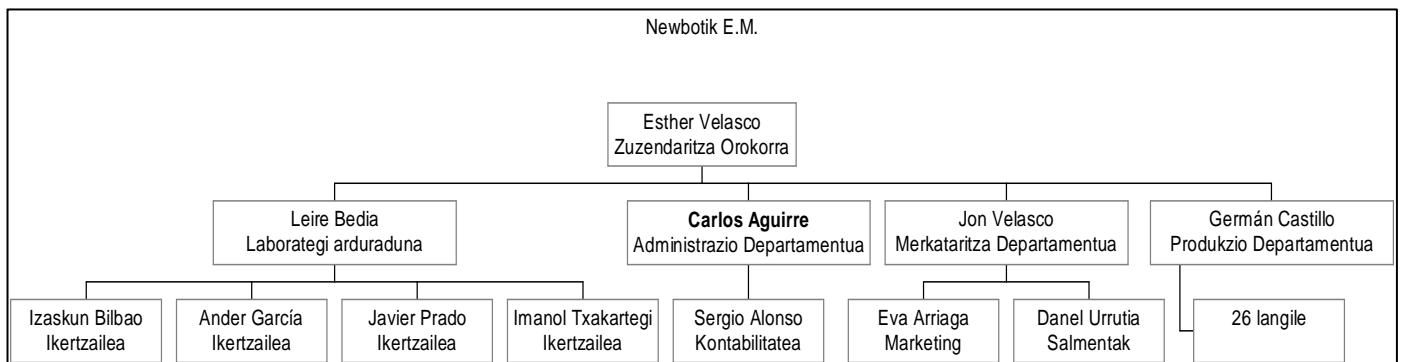 Newbotik E.M.
Esther Velasco
Zuzendaritza Orokorra
Leire Bedia
Laborategi arduraduna
Carlos Aguirre
Administrazio Departamentua
Jon Velasco
Merkataritza Departamentua
Germán Castillo
Produkzio Departamentua
Izaskun Bilbao
Ikertzailea
Ander García
Ikertzailea
Javier Prado
Ikertzailea
Imanol Txakartegi
Ikertzailea
Sergio Alonso
Kontabilitatea
Eva Arriaga
Marketing
Danel Urrutia
Salmentak
26 langile